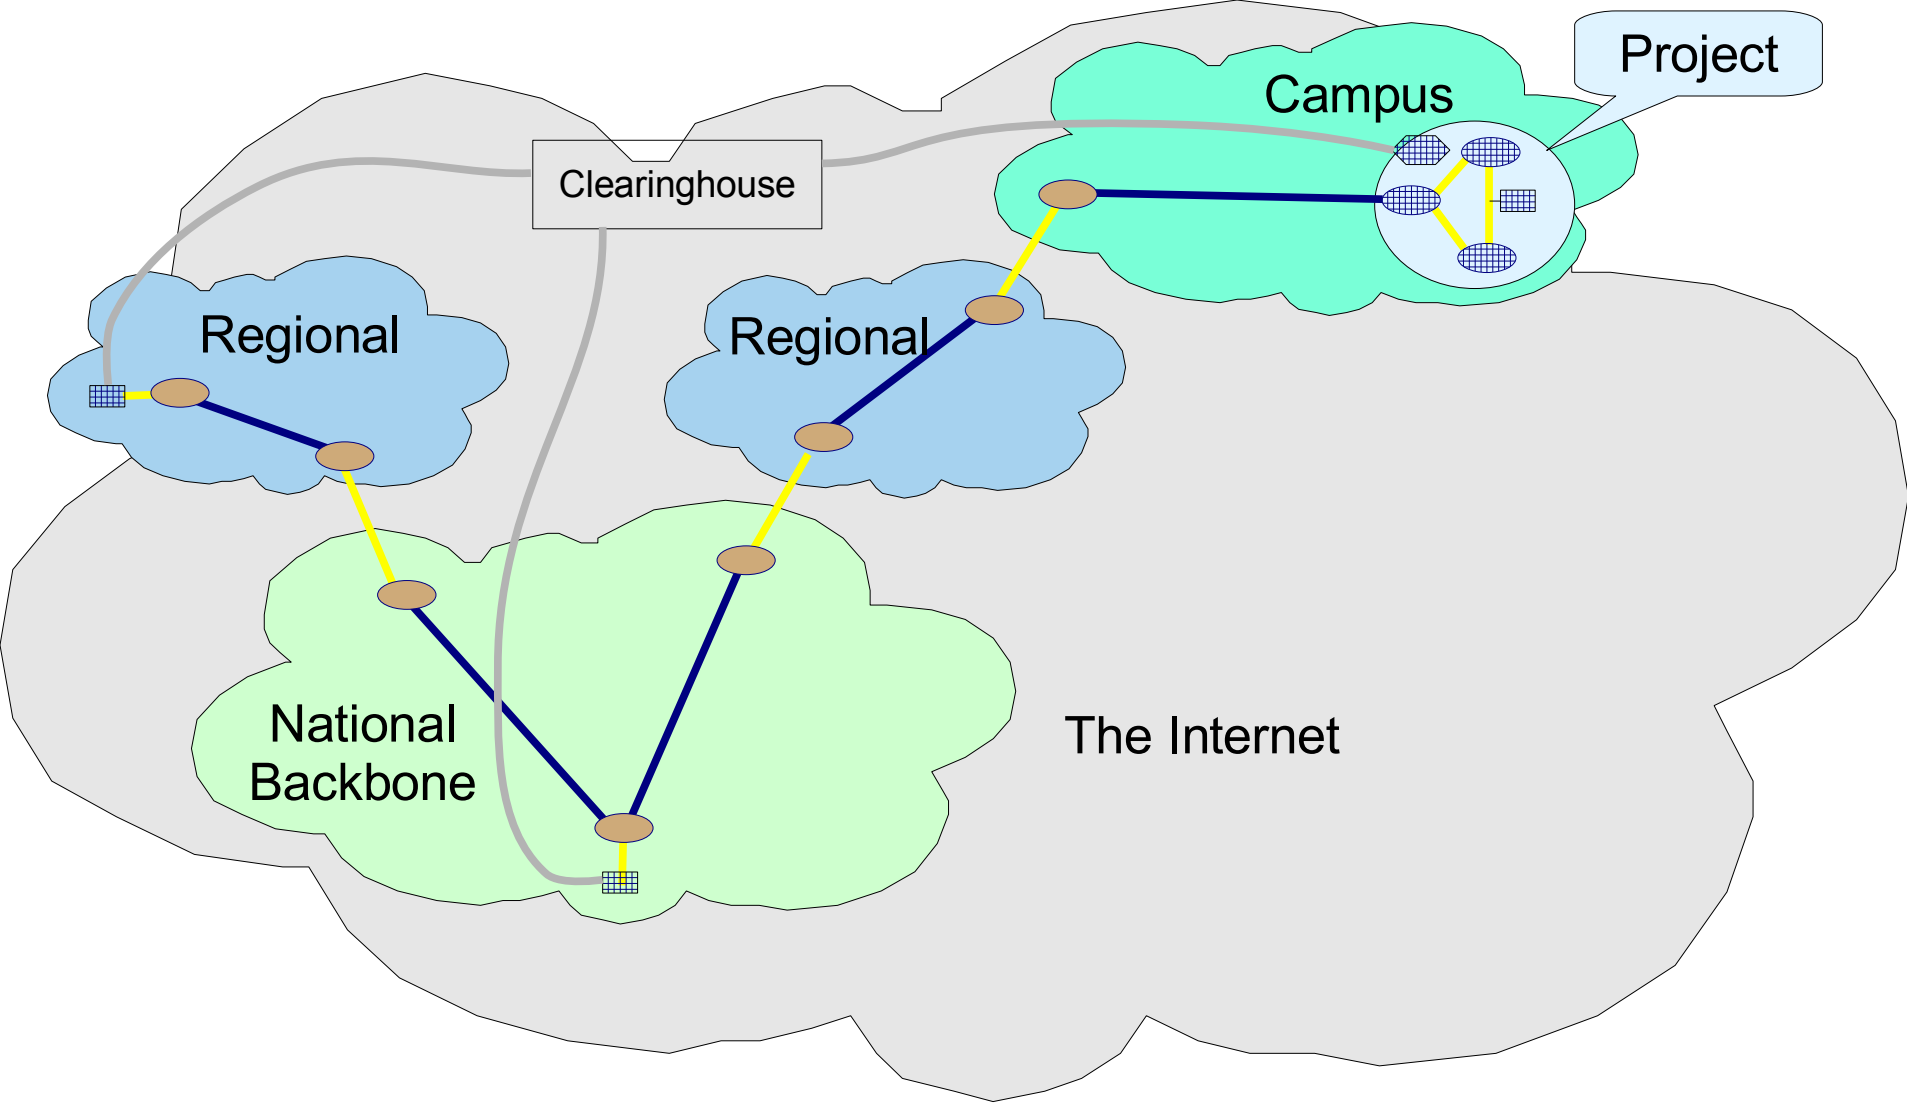 Project
Campus
Clearinghouse
Regional
Regional
National
Backbone
The Internet